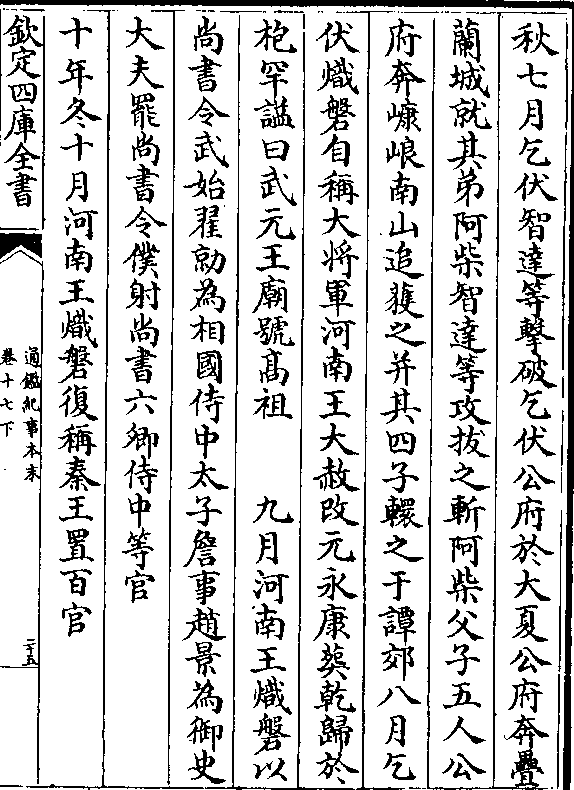 秋七月乞伏智達等擊破乞伏公府於大夏公府奔疊
蘭城就其弟阿柴智達等攻拔之斬阿柴父子五人公
府奔嵻㟍南山追獲之并其四子轘之于譚郊八月乞
伏熾磐自稱大將軍河南王大赦改元永康葬乾歸於
枹罕諡曰武元王廟號高祖　　九月河南王熾磐以
尚書令武始翟勍為相國侍中太子詹事趙景為御史
大夫罷尚書令僕射尚書六卿侍中等官
十年冬十月河南王熾磐復稱秦王置百官
欽定四庫全書
通鑑紀事本末
卷十七下
二十五